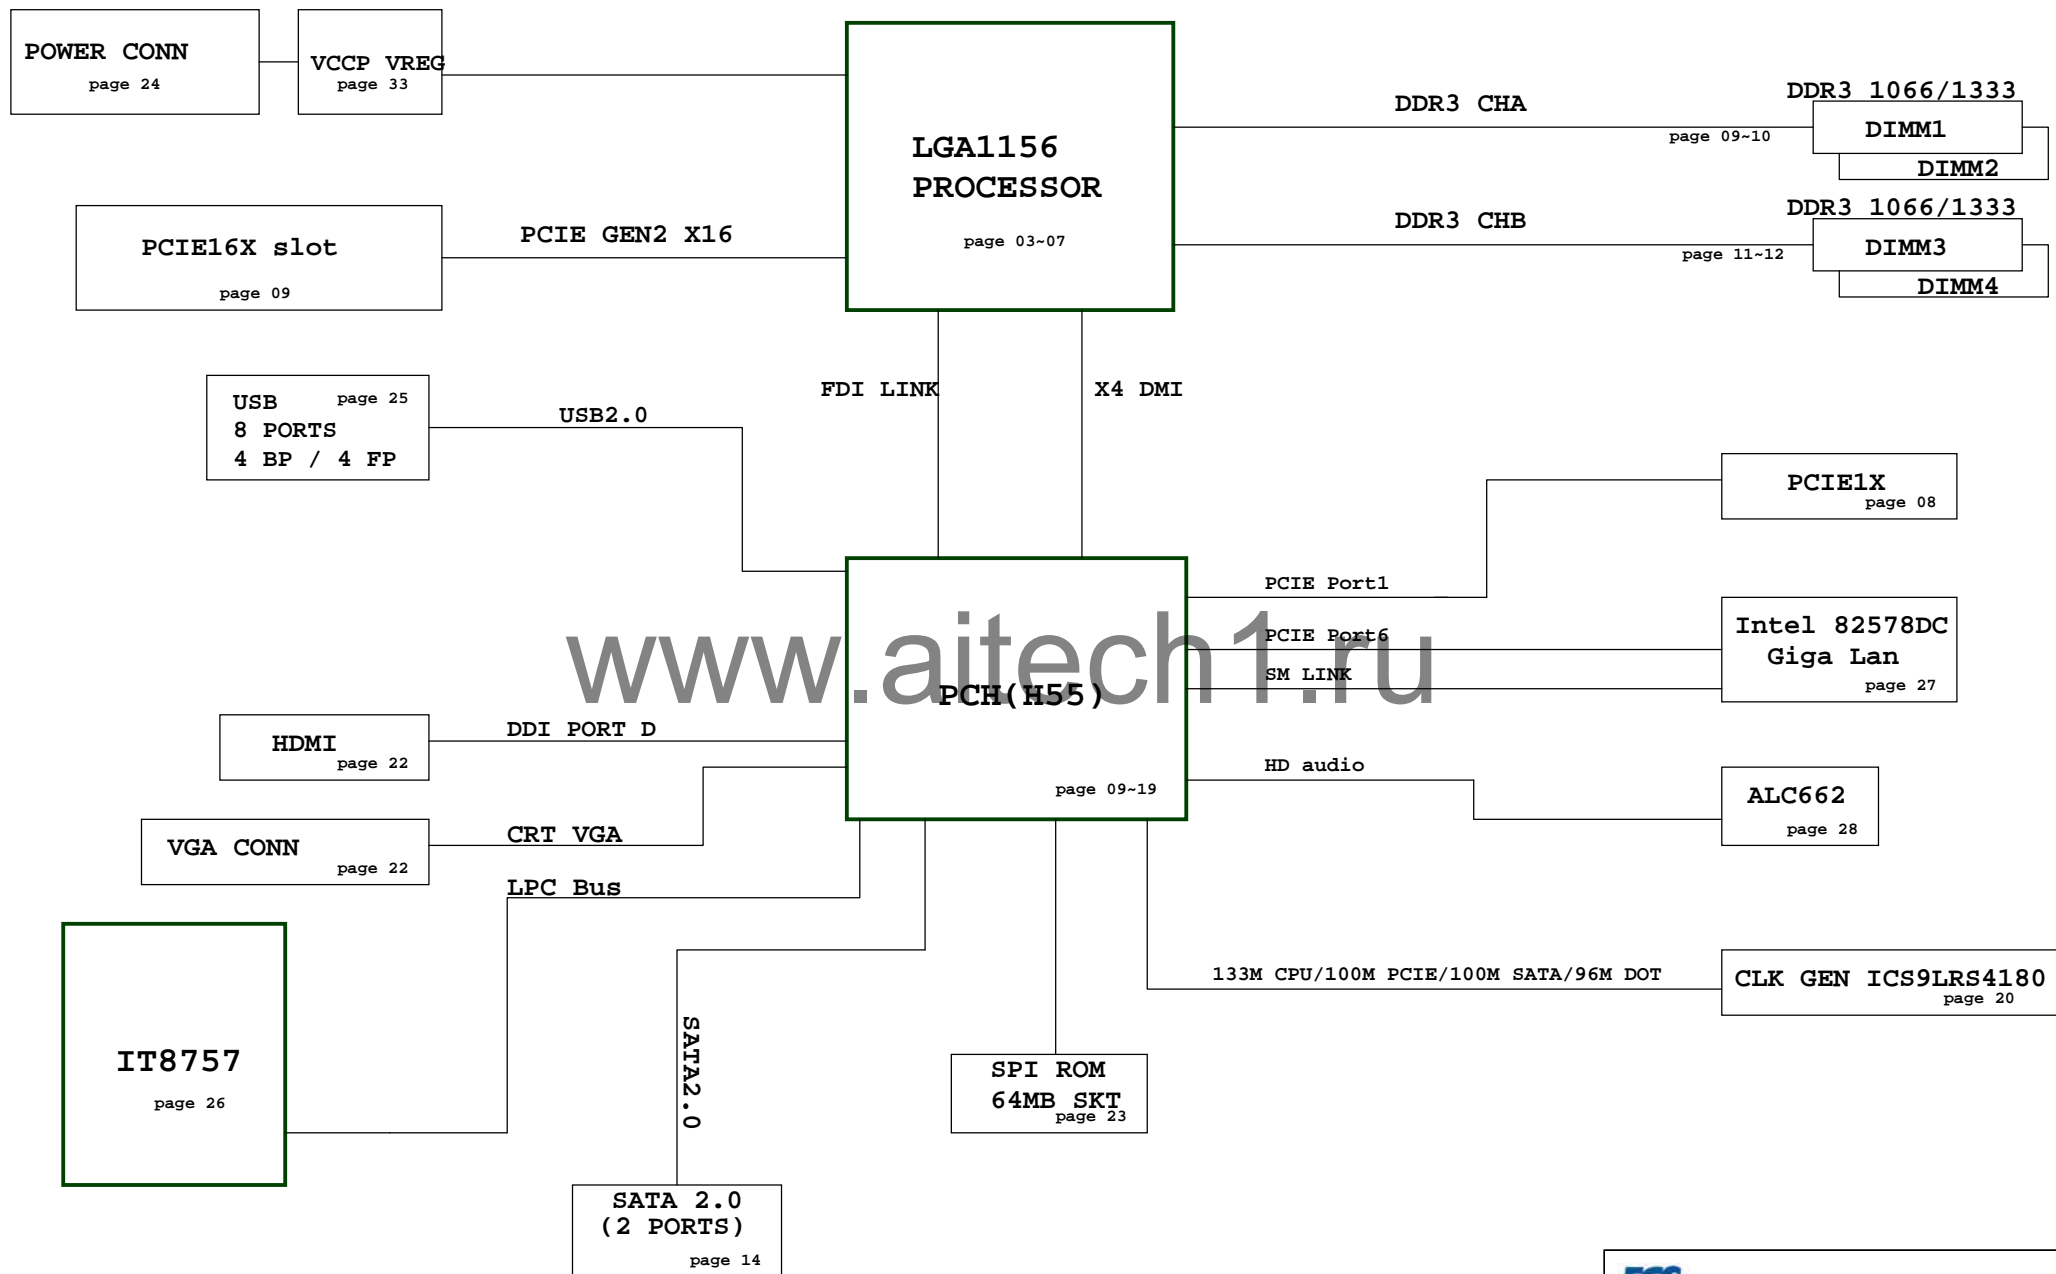 POWER CONN
page 24
VCCP VREG
page 33
LGA1156
PROCESSOR
page 03~07
DDR3 CHA
page 09~10
DDR3 1066/1333
DIMM1
DIMM2
PCIE16X slot
page 09
PCIE GEN2 X16
DDR3 CHB
page 11~12
DDR3 1066/1333
DIMM3
DIMM4
FDI LINK
X4 DMI
USB page 25
8 PORTS
4 BP / 4 FP
USB2.0
PCIE1X
page 08
PCIE Port1
PCIE Port6
SM LINK
Intel 82578DC
Giga Lan
page 27
www.aitech1.ru
PCH(H55)
page 09~19
HDMI
page 22
DDI PORT D
HD audio
ALC662
page 28
VGA CONN
page 22
CRT VGA
LPC Bus
IT8757
page 26
SATA2.0
133M CPU/100M PCIE/100M SATA/96M DOT
CLK GEN ICS9LRS4180
page 20
SPI ROM
64MB SKT
page 23
SATA 2.0
(2 PORTS)
page 14